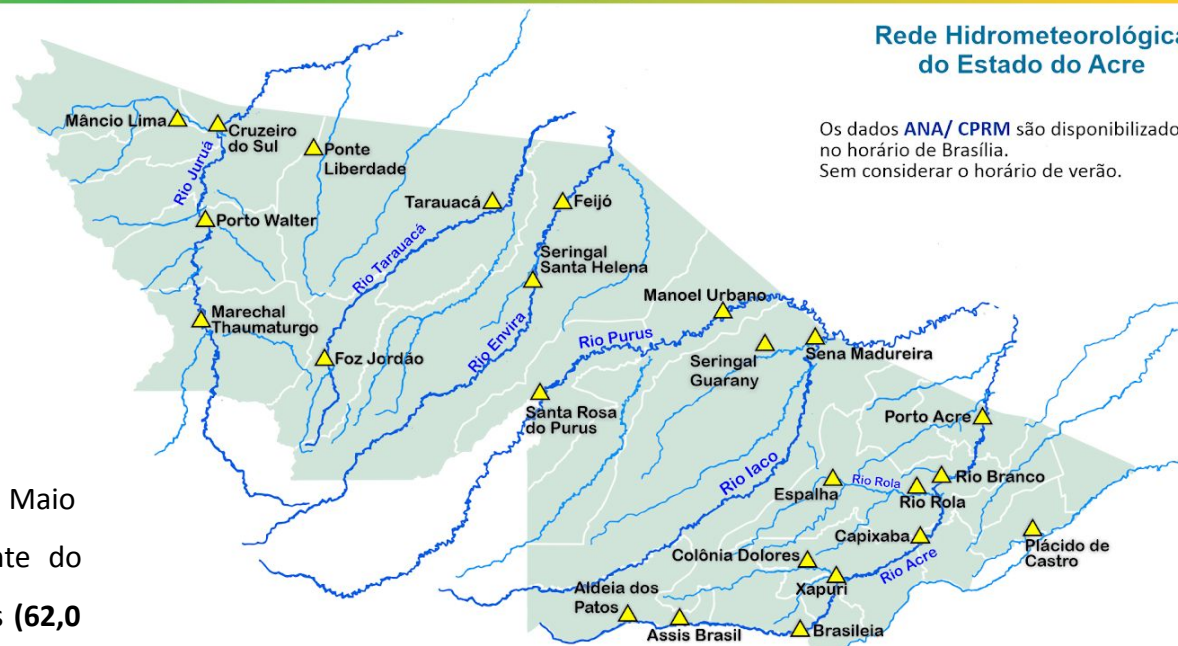 Rede Hidrometeorológica
do Estado do Acre
Os dados ANA/ CPRM são disponibilizado
no horário de Brasília.
Sem considerar o horário de verão.
Mâncio Lima
Cruzeiro
do Sul
Ponte
Liberdade
Rio Juruá
Porto Walter
Tarauacá
Feijó
Rio Tarauacá
Seringal
Santa Helena
Marechal
Thaumaturgo
Foz Jordão
Rio Envira
Manoel Urbano
Rio Purus
Seringal
Guarany
Sena Madureira
Santa Rosa
do Purus
Porto Acre
Rio Iaco
Espalha
Rio Rola
Rio Rola
Rio Branco
Capixaba
Plácido de
Castro
Colônia Dolores
Rio Acre
Xapuri
Aldeia dos
Patos
Assis Brasil
Brasileia
Maio
nte do
s (62,0